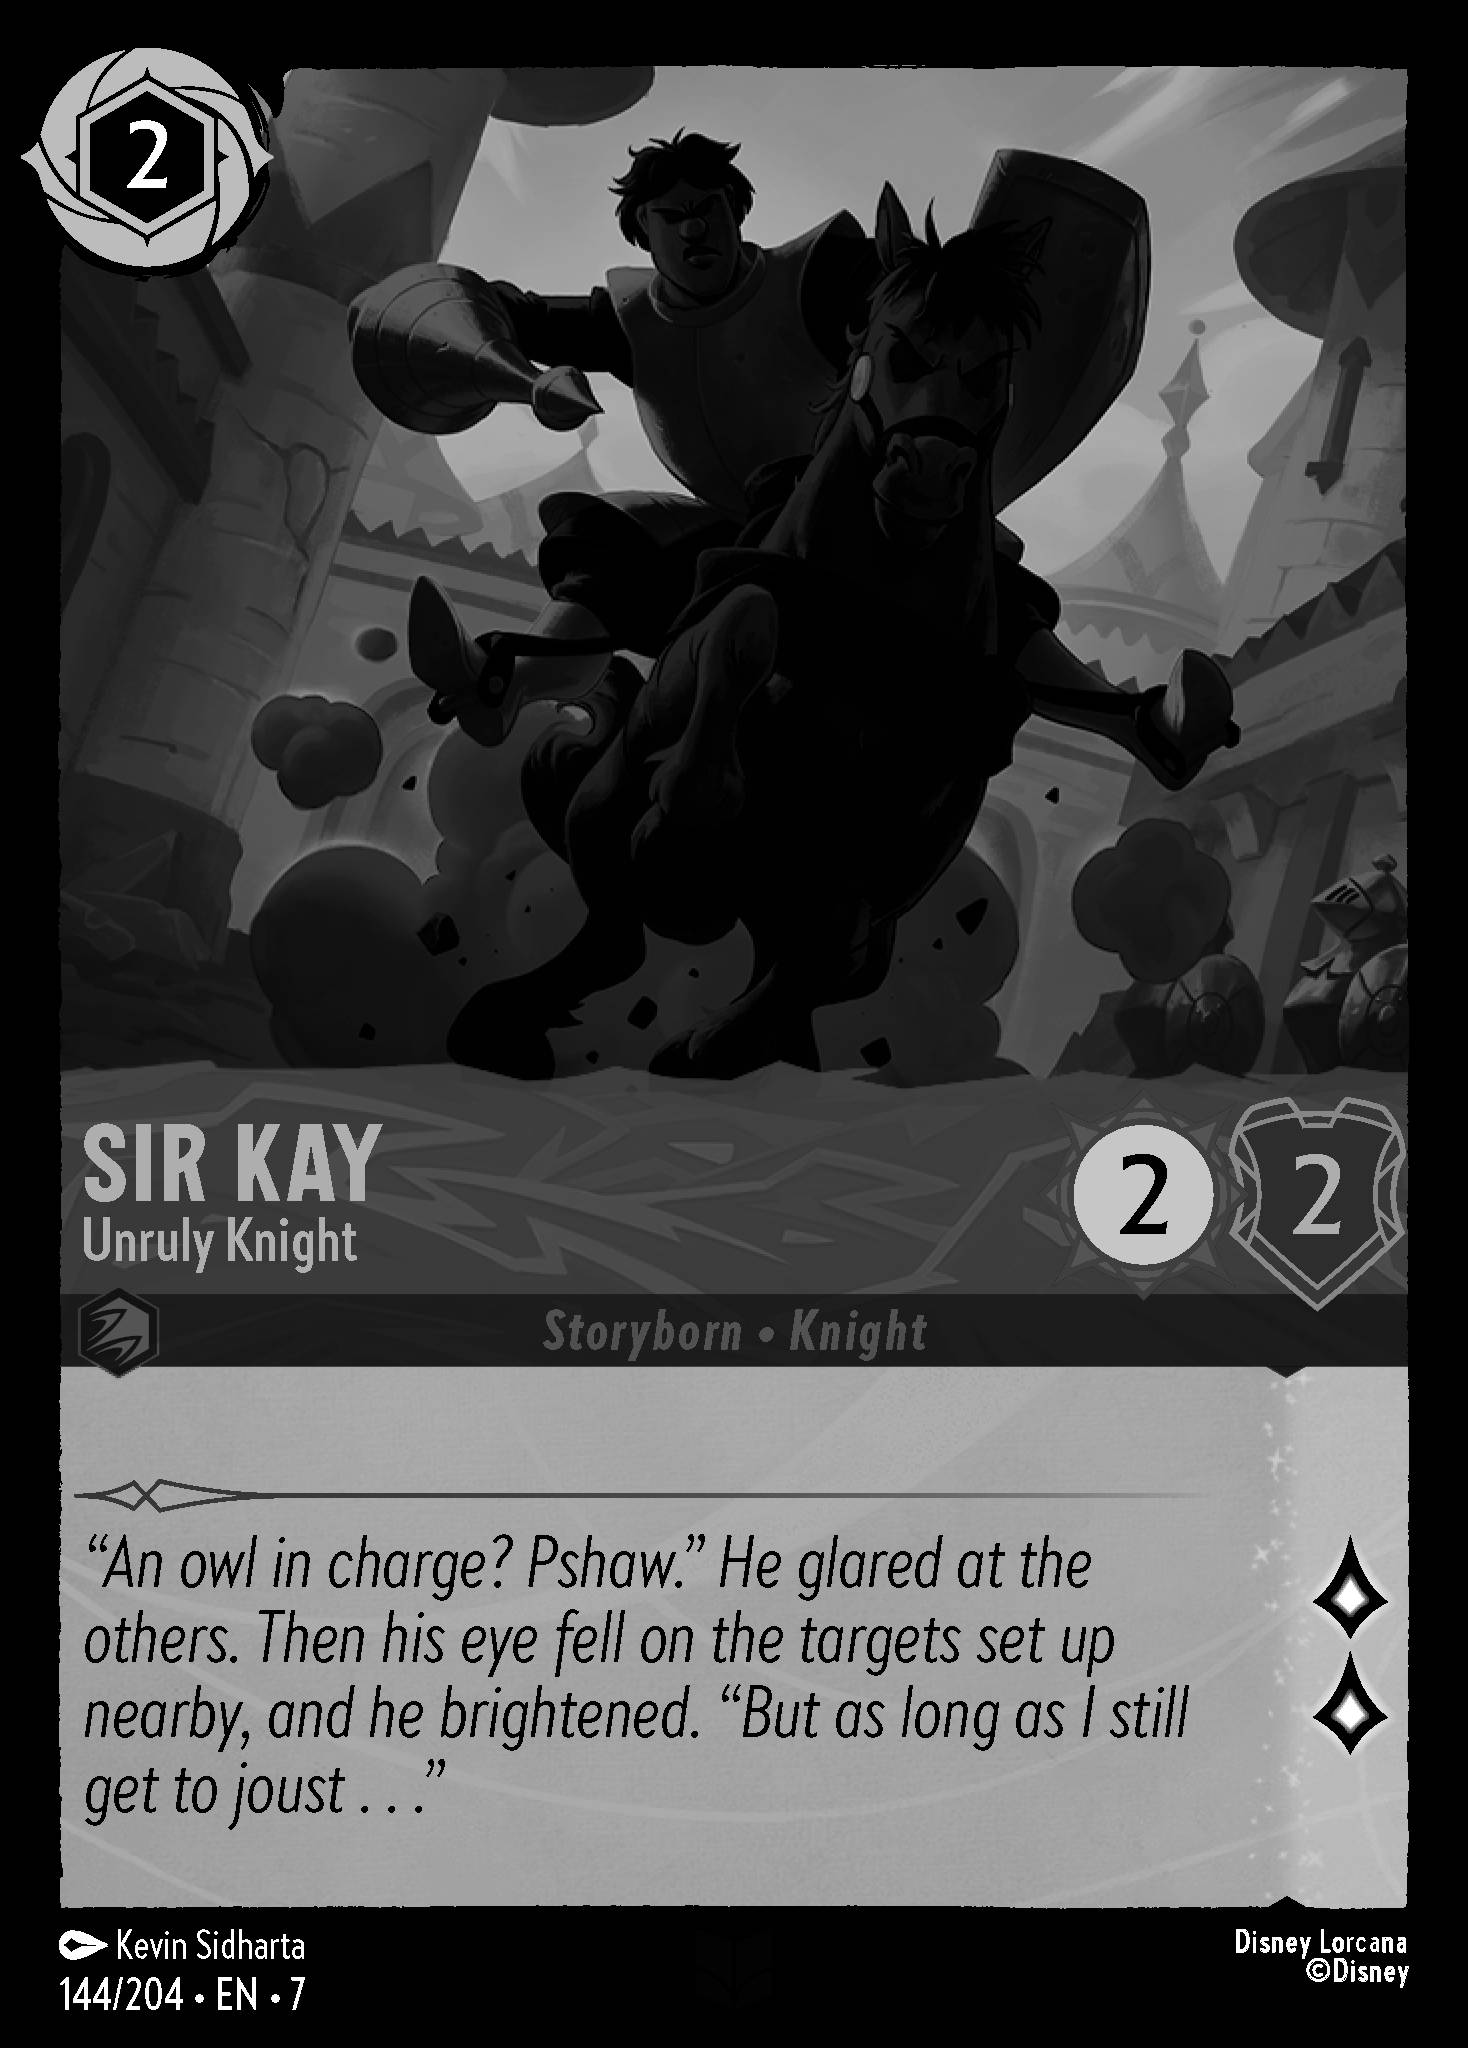 2
SIR KAY
Unruly Knight
2
2
Storyborn • Knight
“An owl in charge? Pshaw.” He glared at the
others. Then his eye fell on the targets set up
nearby, and he brightened. “But as long as I still
get to joust . . .”
Kevin Sidharta
144/204 • EN • 7
Disney Lorcana
©Disney